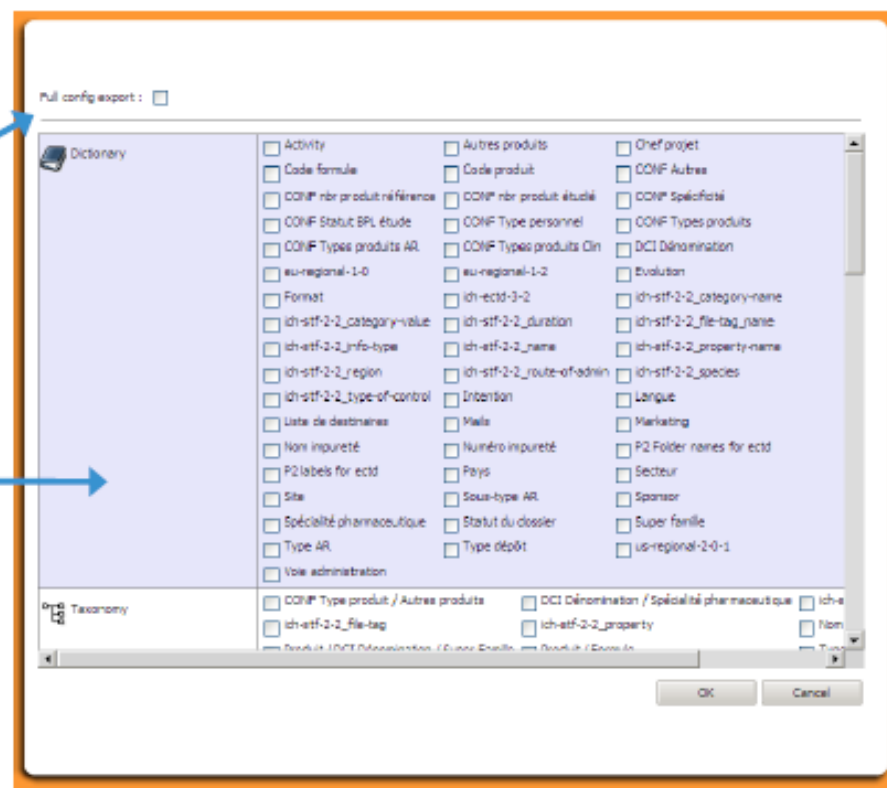 Full config export :
Dictionary
Activity Autres produits Chef projet
Code formule Code produit CONF Autres
CONF nbr produit référence CONF nbr produit étudié CONF Spécificité
CONF Statut BPL étude CONF Type personnel CONF Types produits
CONF Types produits AR CONF Types produits Clin DCI Dénomination
eu-regional-1-0 eu-regional-1-2 Evolution
Format ich-ectd-3-2 ich-stf-2-2_category-name
ich-stf-2-2_category-value ich-stf-2-2_duration ich-stf-2-2_file-tag_name
ich-stf-2-2_info-type ich-stf-2-2_name ich-stf-2-2_property-name
ich-stf-2-2_region ich-stf-2-2_route-of-admin ich-stf-2-2_species
ich-stf-2-2_type-of-control Intention Langue
Liste de destinaires Mails Marketing
Nom impureté Numéro impureté P2 Folder names for ectd
P2 labels for ectd Pays Secteur
Site Sous-type AR Sponsor
Spécialité pharmaceutique Statut du dossier Super famille
Type AR Type dépôt us-regional-2-0-1
Voie administration
Taxonomy
CONF Type produit / Autres produits DCI Dénomination / Spécialité pharmaceutique
ich-stf-2-2_file-tag ich-stf-2-2_property Nom
Produit / DCI Dénomination / Super Famille Produit / Formule
OK Cancel